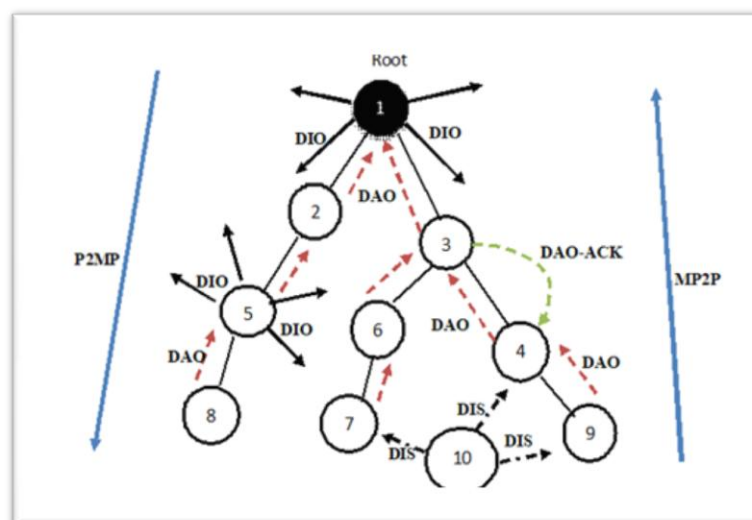 Root
1
DIO
DIO
2
DAO
3
DAO-ACK
P2MP
MP2P
DIO
5
DIO
6
DAO
4
DAO
DAO
8
7
DIS
9
DIS
DIS
10